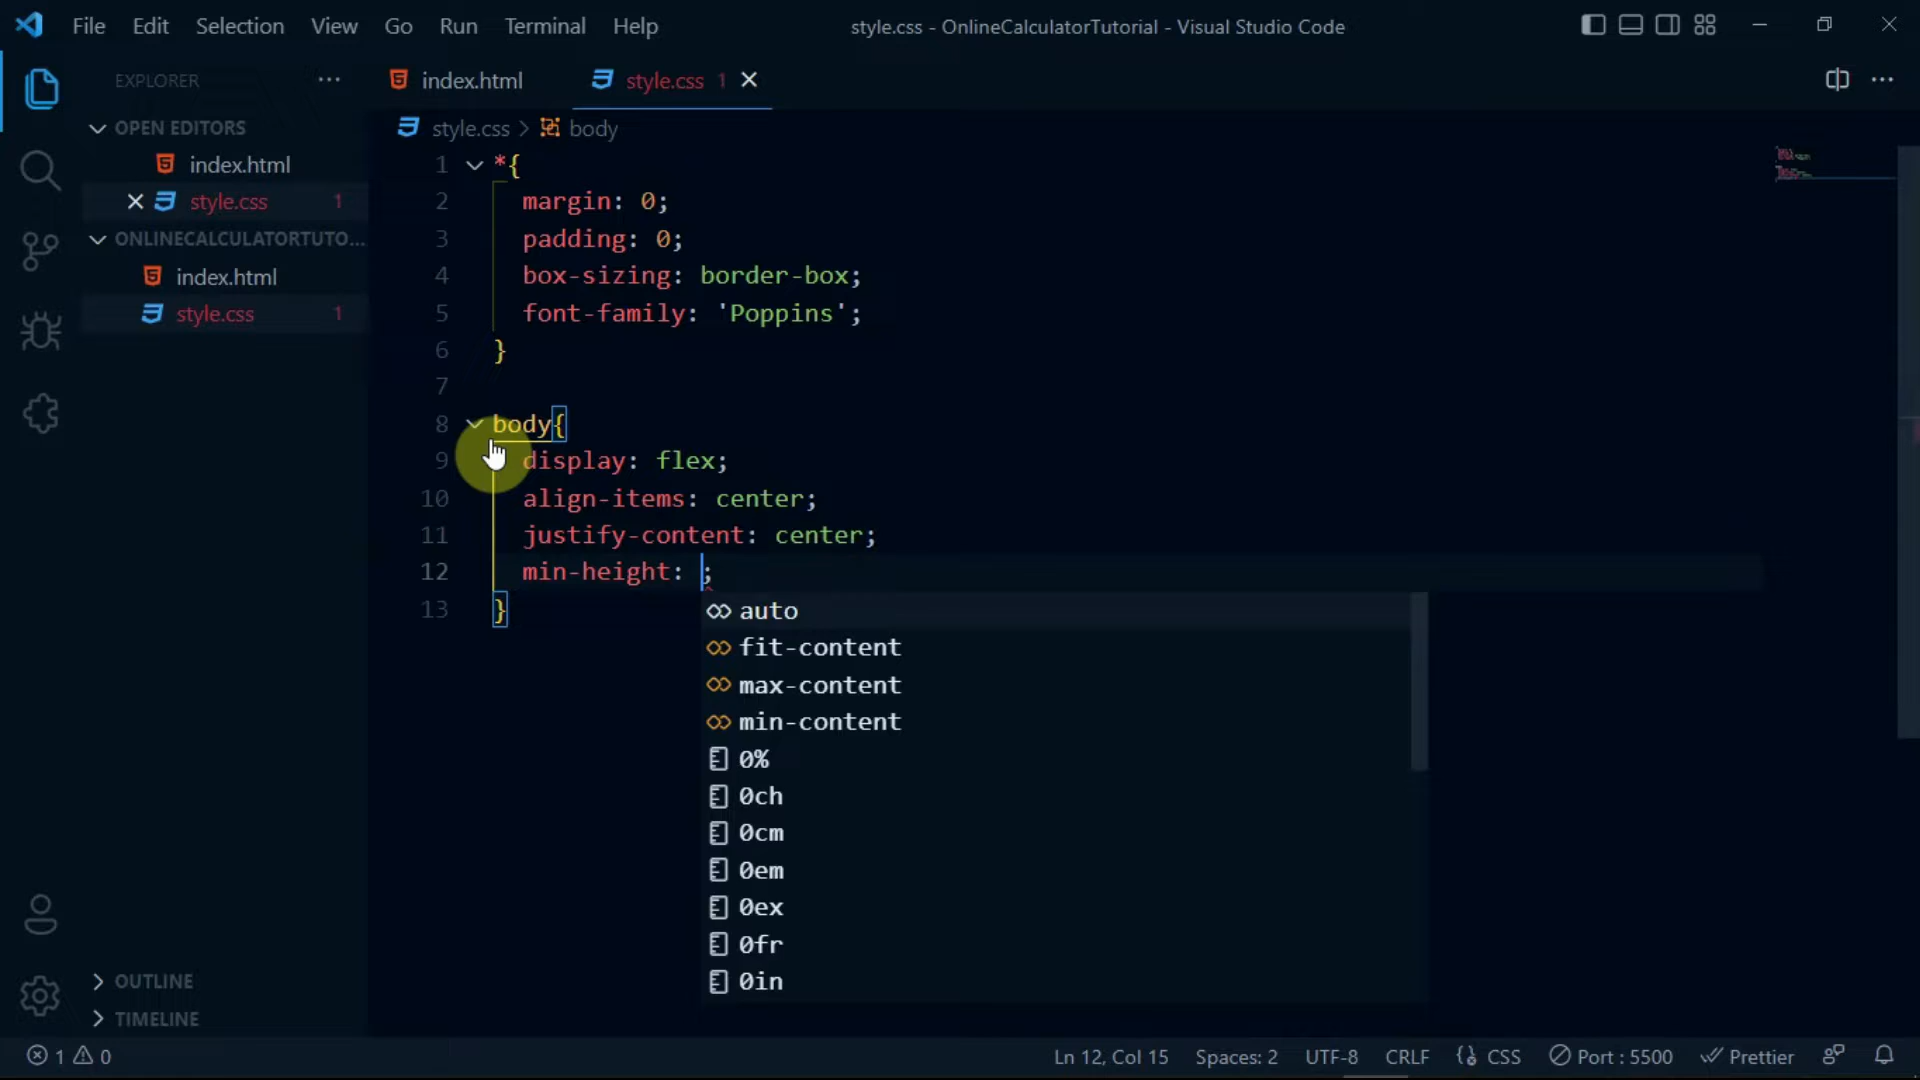 File Edit Selection View Go Run Terminal Help
style.css - OnlineCalculatorTutorial - Visual Studio Code
EXPLORER
OPEN EDITORS
index.html
style.css 1
ONLINECALCULATORTUTO...
index.html
style.css 1
OUTLINE
TIMELINE
index.html
style.css 1
style.css > body
1 *{
2 margin: 0;
3 padding: 0;
4 box-sizing: border-box;
5 font-family: 'Poppins';
6 }
7
8 body{
9 display: flex;
10 align-items: center;
11 justify-content: center;
12 min-height: ;
13 }
auto
fit-content
max-content
min-content
0%
0ch
0cm
0em
0ex
0fr
0in
1 0
Ln 12, Col 15 Spaces: 2 UTF-8 CRLF CSS Port : 5500 Prettier